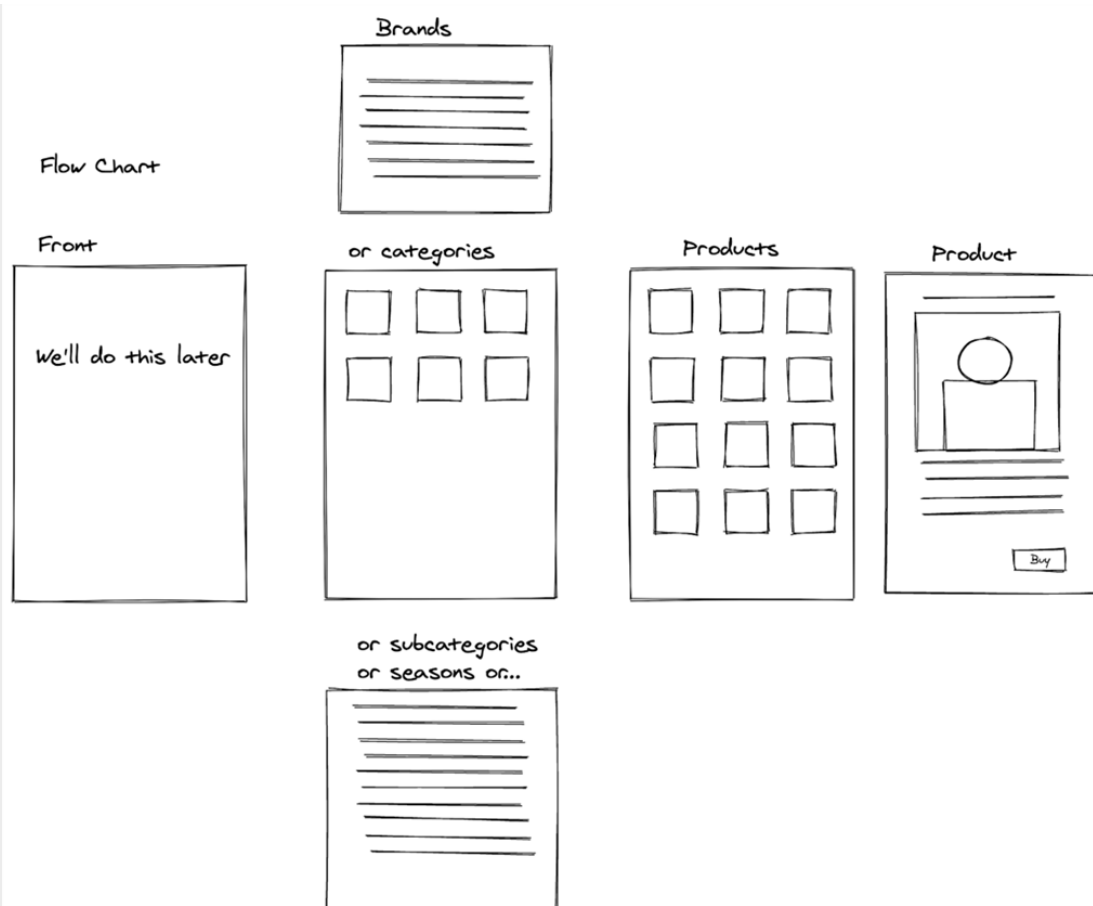 Brands
Flow Chart
Front
or categories
Products
Product
We'll do this later
Buy
or subcategories
or seasons or...